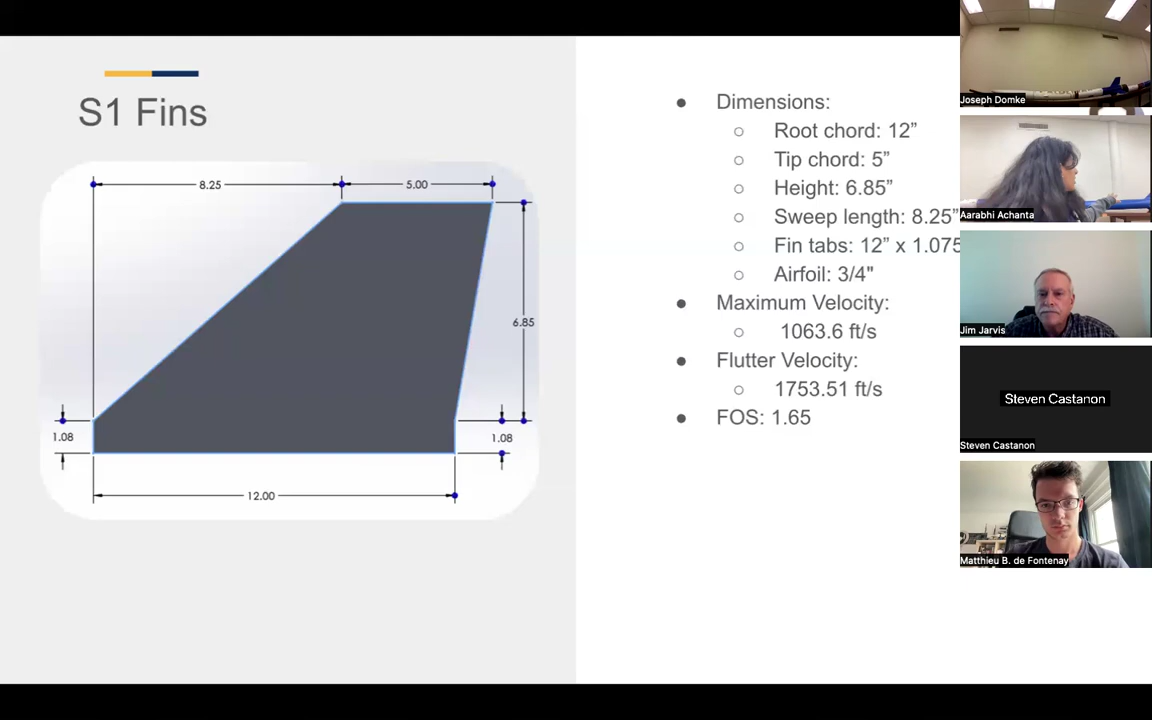 S1 Fins
8.25
5.00
6.85
1.08
1.08
12.00
● Dimensions:
○ Root chord: 12”
○ Tip chord: 5”
○ Height: 6.85”
○ Sweep length: 8.25”
○ Fin tabs: 12” x 1.075
○ Airfoil: 3/4"
● Maximum Velocity:
○ 1063.6 ft/s
● Flutter Velocity:
○ 1753.51 ft/s
● FOS: 1.65
Joseph Domke
Aarabhi Achanta
Jim Jarvis
Steven Castanon
Steven Castanon
Matthieu B. de Fontenay